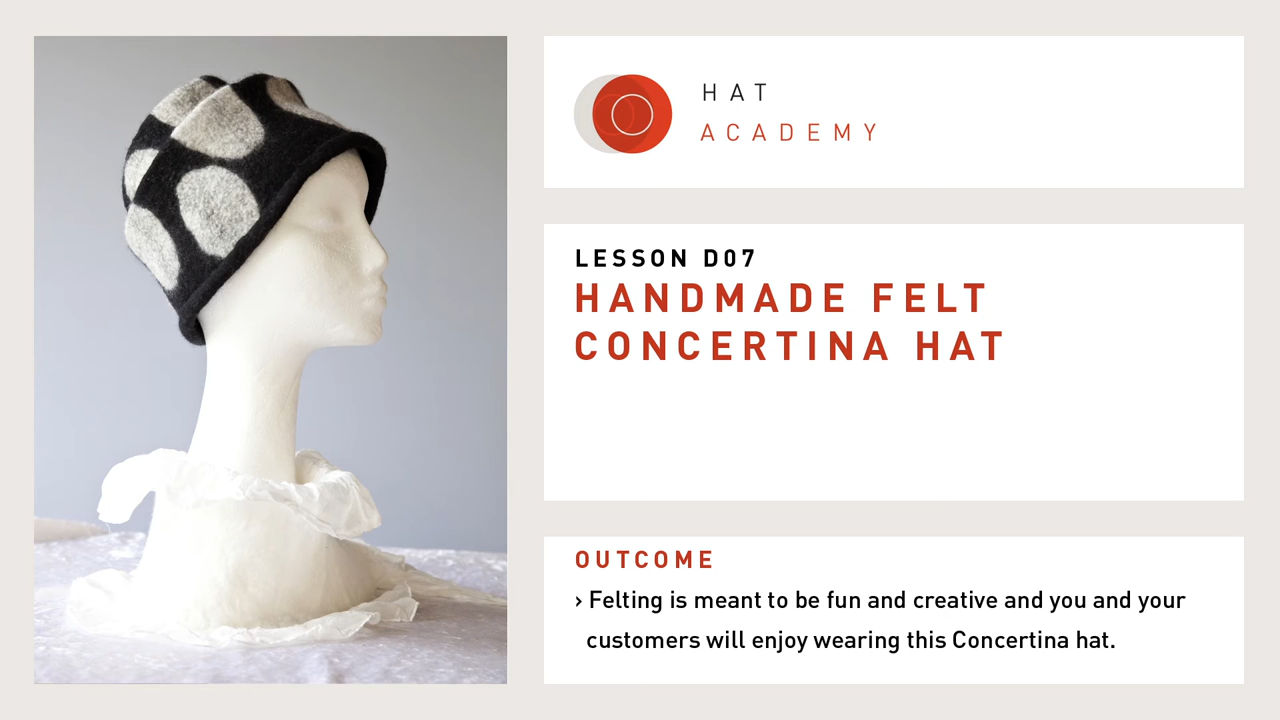 HAT
ACADEMY
LESSON D07
HANDMADE FELT
CONCERTINA HAT
OUTCOME
› Felting is meant to be fun and creative and you and your
customers will enjoy wearing this Concertina hat.